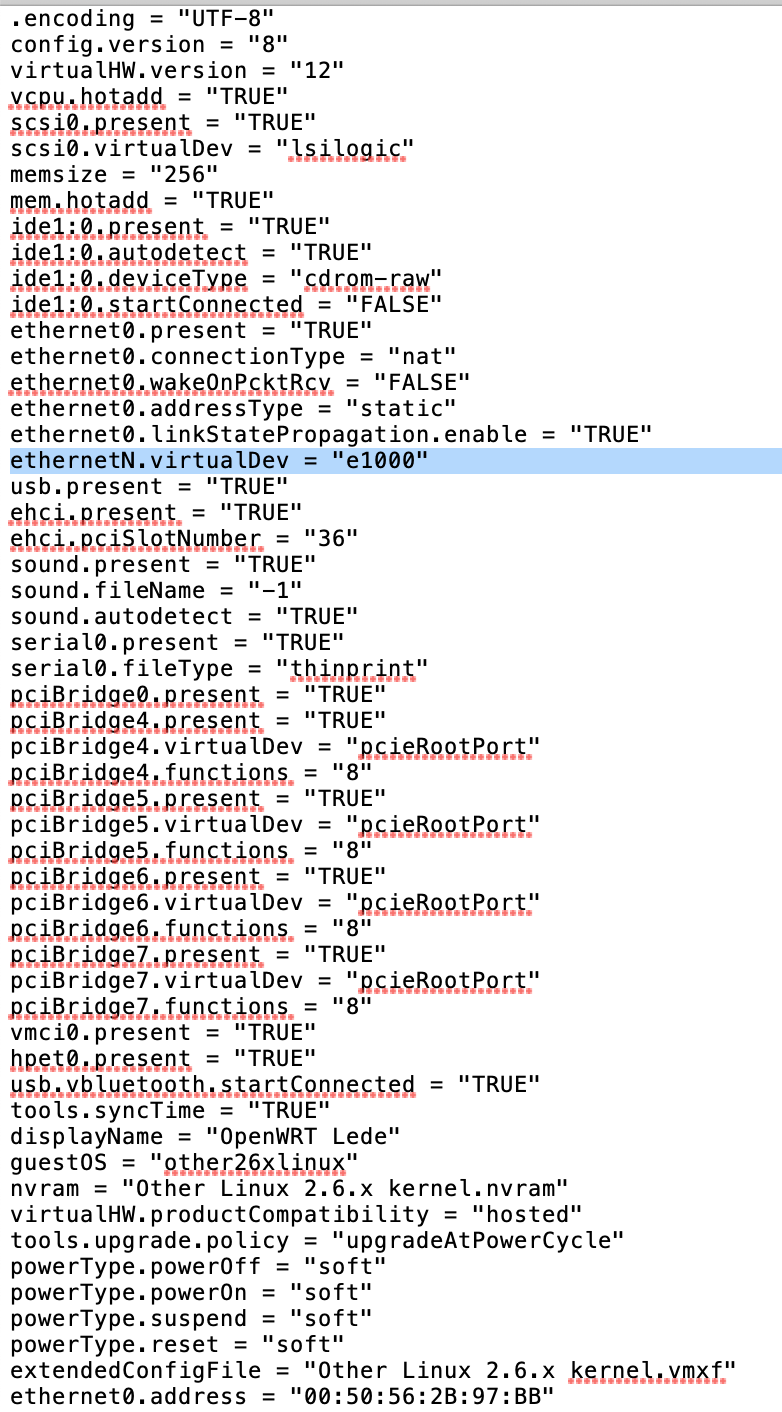 .encoding = "UTF-8"
config.version = "8"
virtualHW.version = "12"
vcpu.hotadd = "TRUE"
scsi0.present = "TRUE"
scsi0.virtualDev = "lsilogic"
memsize = "256"
mem.hotadd = "TRUE"
ide1:0.present = "TRUE"
ide1:0.autodetect = "TRUE"
ide1:0.deviceType = "cdrom-raw"
ide1:0.startConnected = "FALSE"
ethernet0.present = "TRUE"
ethernet0.connectionType = "nat"
ethernet0.wakeOnPcktRcv = "FALSE"
ethernet0.addressType = "static"
ethernet0.linkStatePropagation.enable = "TRUE"
ethernetN.virtualDev = "e1000"
usb.present = "TRUE"
ehci.present = "TRUE"
ehci.pciSlotNumber = "36"
sound.present = "TRUE"
sound.fileName = "-1"
sound.autodetect = "TRUE"
serial0.present = "TRUE"
serial0.fileType = "thinprint"
pciBridge0.present = "TRUE"
pciBridge4.present = "TRUE"
pciBridge4.virtualDev = "pcieRootPort"
pciBridge4.functions = "8"
pciBridge5.present = "TRUE"
pciBridge5.virtualDev = "pcieRootPort"
pciBridge5.functions = "8"
pciBridge6.present = "TRUE"
pciBridge6.virtualDev = "pcieRootPort"
pciBridge6.functions = "8"
pciBridge7.present = "TRUE"
pciBridge7.virtualDev = "pcieRootPort"
pciBridge7.functions = "8"
vmci0.present = "TRUE"
hpet0.present = "TRUE"
usb.vbluetooth.startConnected = "TRUE"
tools.syncTime = "TRUE"
displayName = "OpenWRT Lede"
guestOS = "other26xlinux"
nvram = "Other Linux 2.6.x kernel.nvram"
virtualHW.productCompatibility = "hosted"
tools.upgrade.policy = "upgradeAtPowerCycle"
powerType.powerOff = "soft"
powerType.powerOn = "soft"
powerType.suspend = "soft"
powerType.reset = "soft"
extendedConfigFile = "Other Linux 2.6.x kernel.vmxf"
ethernet0.address = "00:50:56:2B:97:BB"